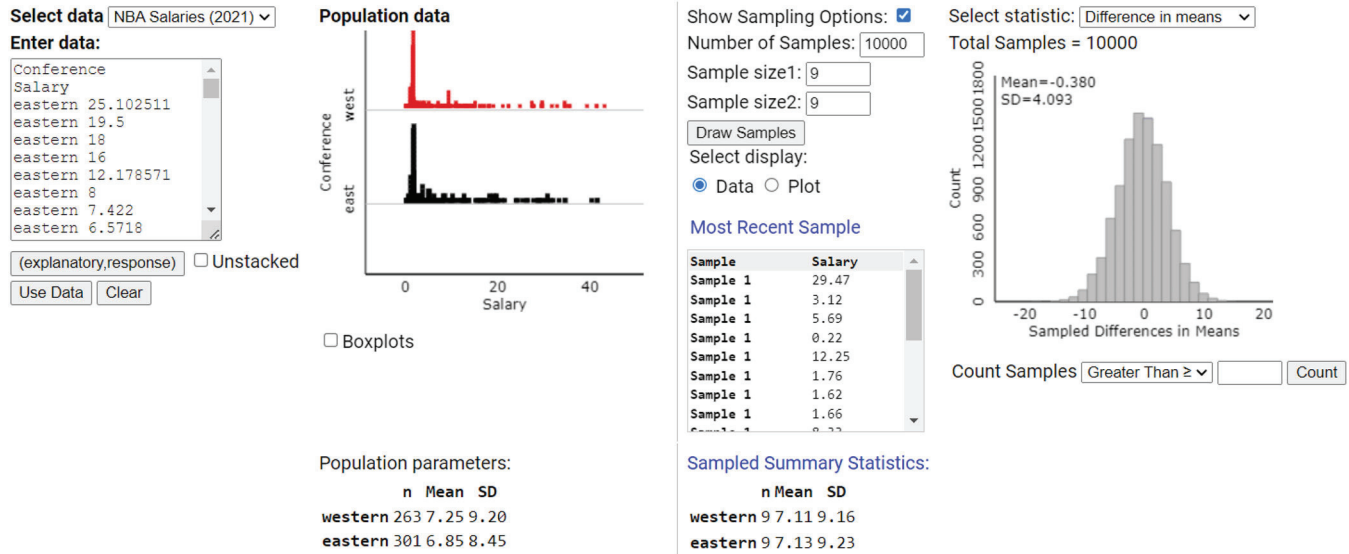 Select data NBA Salaries (2021)
Enter data:
Conference
Salary
eastern 25.102511
eastern 19.5
eastern 18
eastern 16
eastern 12.178571
eastern 8
eastern 7.422
eastern 6.5718
(explanatory,response) Unstacked
Use Data Clear
Population data
Conference
west
east
0 20 40
Salary
Boxplots
Population parameters:
n Mean SD
western 263 7.25 9.20
eastern 301 6.85 8.45
Show Sampling Options:
Number of Samples: 10000
Sample size1: 9
Sample size2: 9
Draw Samples
Select display:
Data Plot
Most Recent Sample
Sample Salary
Sample 1 29.47
Sample 1 3.12
Sample 1 5.69
Sample 1 0.22
Sample 1 12.25
Sample 1 1.76
Sample 1 1.62
Sample 1 1.66
Sample 1 8.33
Sampled Summary Statistics:
n Mean SD
western 9 7.11 9.16
eastern 9 7.13 9.23
Select statistic: Difference in means
Total Samples = 10000
Mean=-0.380
SD=4.093
Count
0 300 600 900 1200 1500 1800
-20 -10 0 10 20
Sampled Differences in Means
Count Samples Greater Than ≥ Count